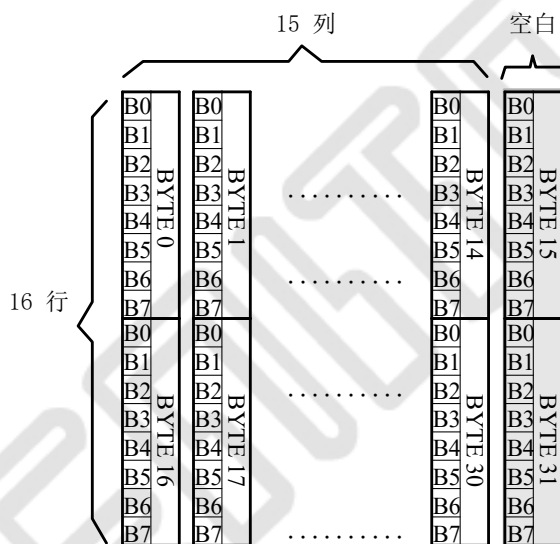 15 列 空白
B0 B0 B0 B0
B1 B1 B1 B1
B2 B2 B2 B2
B3 B3 .......... B3 B3
B4 B4 B4 B4
B5 B5 B5 B5
B6 B6 .......... B6 B6
B7 B7 B7 B7
BYTE 0 BYTE 1 BYTE 14 BYTE 15
16 行
B0 B0 B0 B0
B1 B1 B1 B1
B2 B2 .......... B2 B2
B3 B3 B3 B3
B4 B4 B4 B4
B5 B5 B5 B5
B6 B6 B6 B6
B7 B7 .......... B7 B7
BYTE 16 BYTE 17 BYTE 30 BYTE 31